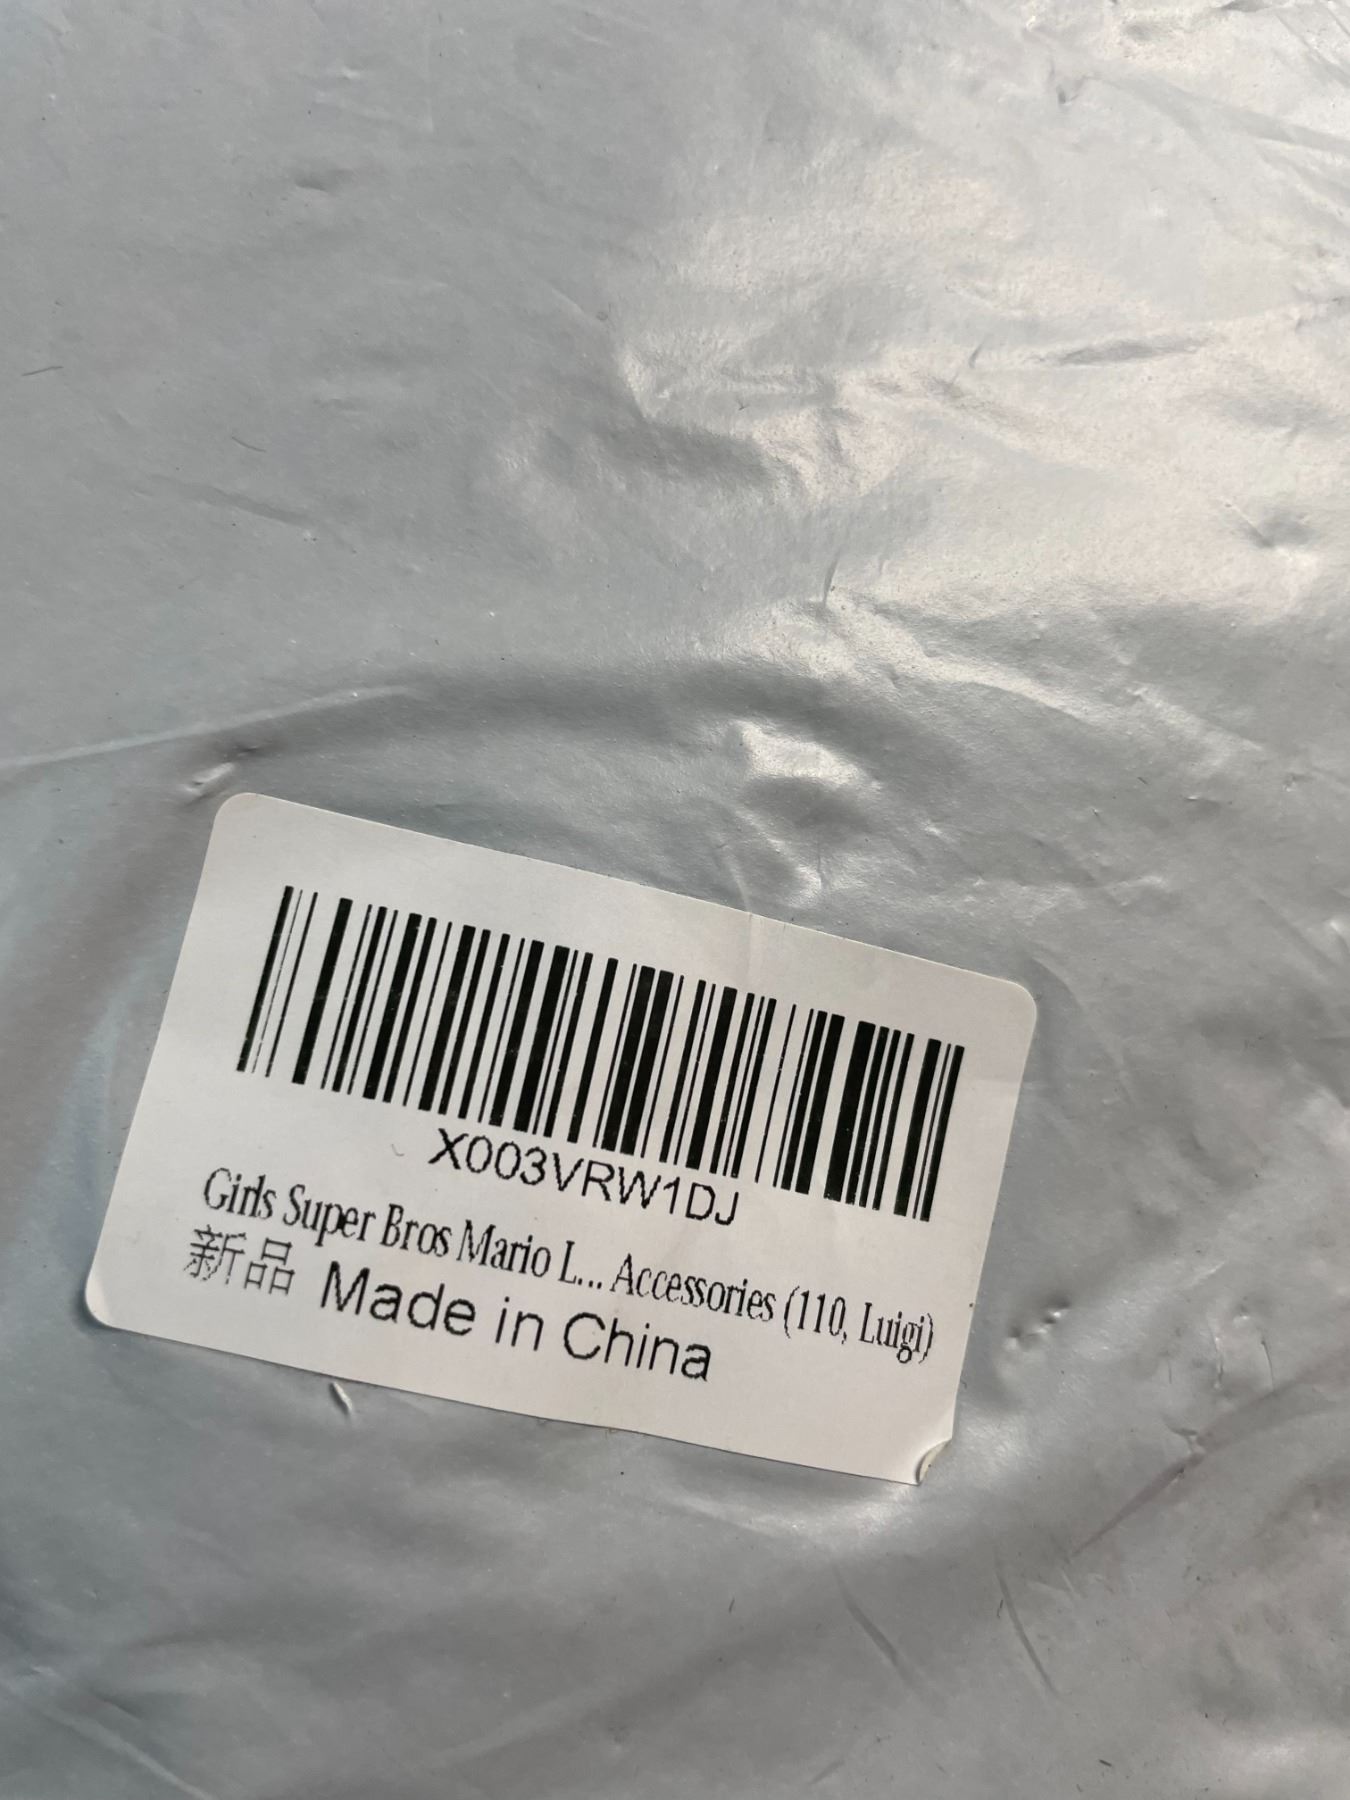 X003VRW1DJ
Girls Super Bros Mario L... Accessories (110, Luigi)
新品 Made in China